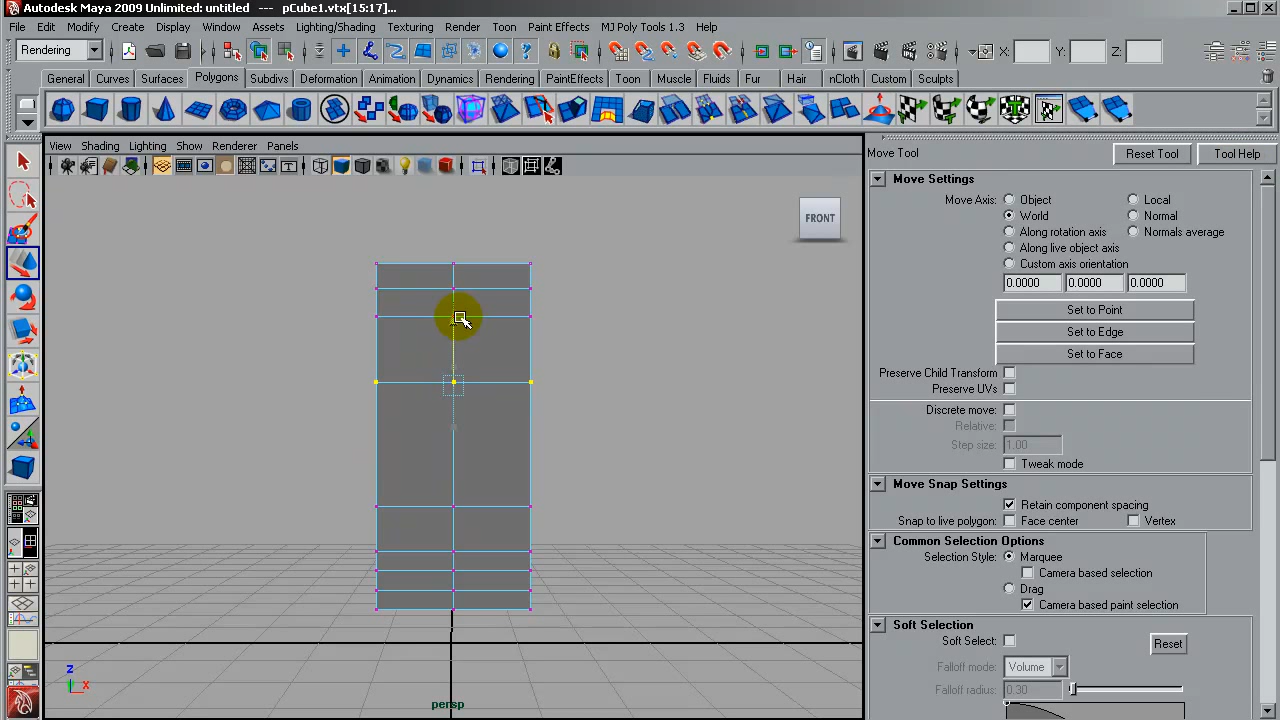 Autodesk Maya 2009 Unlimited: untitled --- pCube1.vtx[15:17]...
File Edit Modify Create Display Window Assets Lighting/Shading Texturing Render Toon Paint Effects MJ Poly Tools 1.3 Help
Rendering X: Y: Z:
General Curves Surfaces Polygons Subdivs Deformation Animation Dynamics Rendering PaintEffects Toon Muscle Fluids Fur Hair nCloth Custom Sculpts
View Shading Lighting Show Renderer Panels
FRONT
Z
X
persp
Move Tool Reset Tool Tool Help
Move Settings
Move Axis: Object Local
World Normal
Along rotation axis Normals average
Along live object axis
Custom axis orientation
0.0000 0.0000 0.0000
Set to Point
Set to Edge
Set to Face
Preserve Child Transform
Preserve UVs
Discrete move:
Relative:
Step size: 1.00
Tweak mode
Move Snap Settings
Retain component spacing
Snap to live polygon: Face center Vertex
Common Selection Options
Selection Style: Marquee
Camera based selection
Drag
Camera based paint selection
Soft Selection
Soft Select: Reset
Falloff mode: Volume
Falloff radius: 0.30